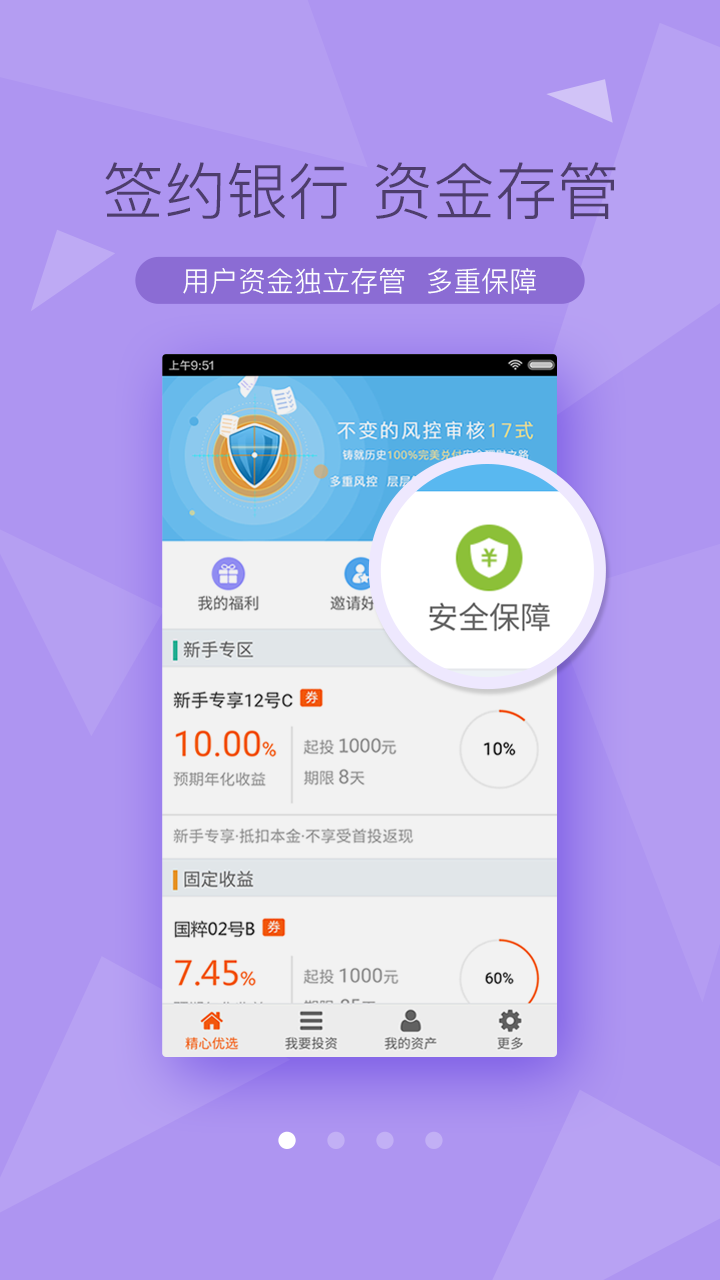 签约银行 资金存管
用户资金独立存管 多重保障
上午9:51
不变的风控审核17式
铸就历史100%完美兑付
多重风控 层层
我的福利
邀请好
安全保障
新手专区
新手专享12号C 券
10.00%
预期年化收益
起投 1000元
期限 8天
10%
新手专享·抵扣本金·不享受首投返现
固定收益
国粹02号B 券
7.45%
起投 1000元
60%
精心优选
我要投资
我的资产
更多